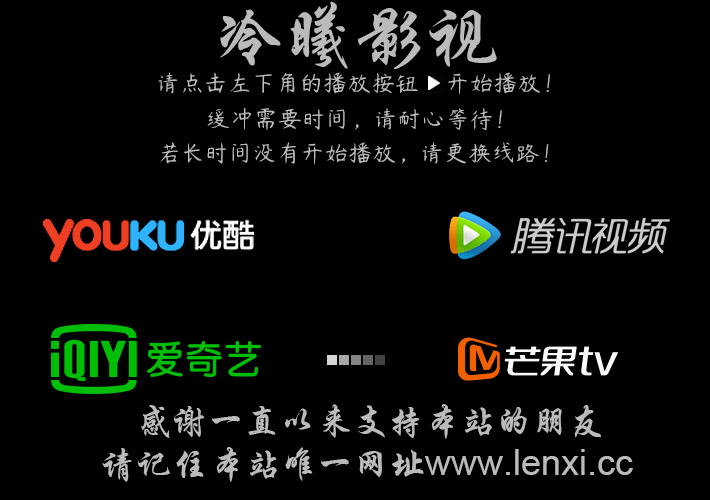 冷曦影视
请点击左下角的播放按钮 开始播放!
缓冲需要时间，请耐心等待!
若长时间没有开始播放，请更换线路!
YOUKU 优酷
腾讯视频
iQIYI 爱奇艺
芒果tv
感谢一直以来支持本站的朋友
请记住本站唯一网址www.lenxi.cc